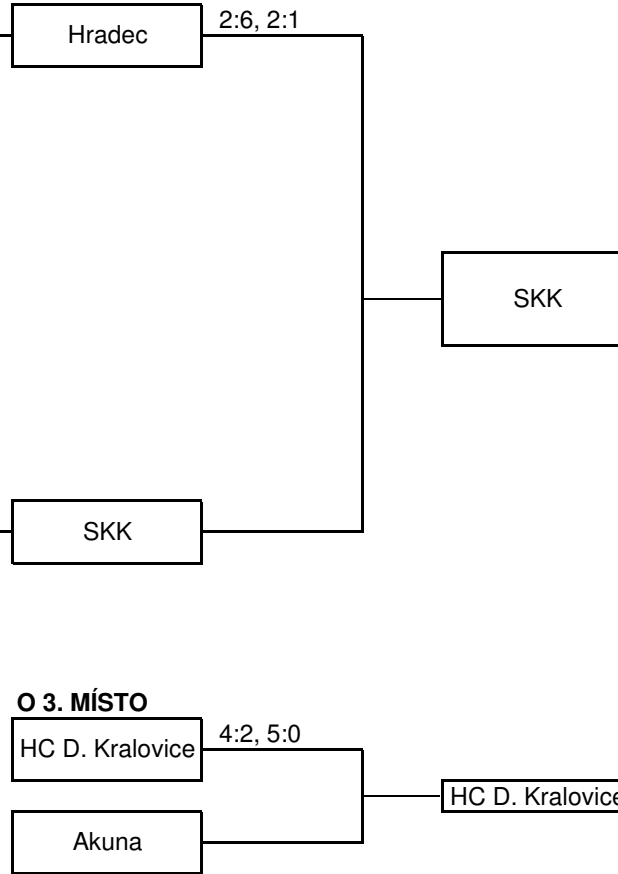 Hradec
2:6, 2:1
SKK
SKK
O 3. MÍSTO
HC D. Kralovice
4:2, 5:0
HC D. Kralovice
Akuna